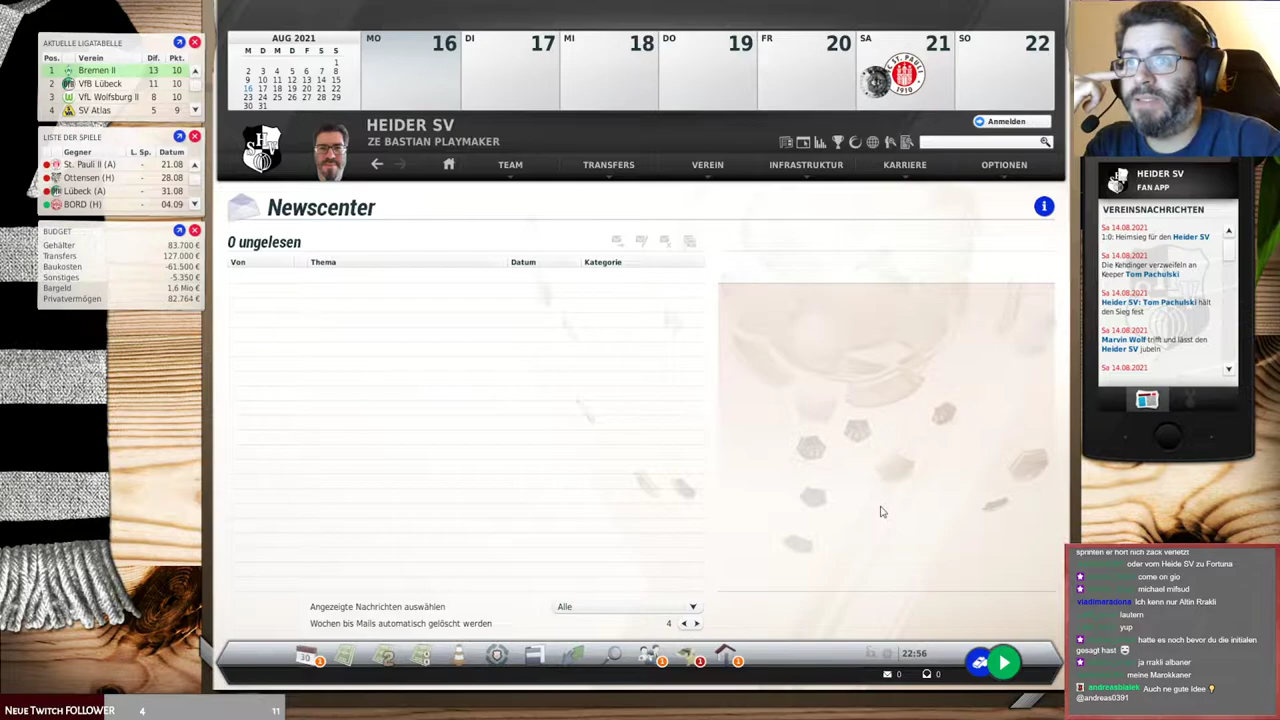 AKTUELLE LIGATABELLE
Pos. Verein Dif. Pkt.
1 Bremen II 13 10
2 VfB Lübeck 11 10
3 VfL Wolfsburg II 8 10
4 SV Atlas 5 9
LISTE DER SPIELE
Gegner L. Sp. Datum
St. Pauli II (A) - 21.08
Ottensen (H) - 28.08
Lübeck (A) - 31.08
BORD (H) - 04.09
BUDGET
Gehälter 83.700 €
Transfers 127.000 €
Baukosten -61.500 €
Sonstiges -5.350 €
Bargeld 1,6 Mio €
Privatvermögen 82.764 €
AUG 2021
M D M D F S S
1
2 3 4 5 6 7 8
9 10 11 12 13 14 15
16 17 18 19 20 21 22
23 24 25 26 27 28 29
30 31
MO 16
DI 17
MI 18
DO 19
FR 20
SA 21
SO 22
HEIDER SV
ZE BASTIAN PLAYMAKER
Anmelden
TEAM TRANSFERS VEREIN INFRASTRUKTUR KARRIERE OPTIONEN
Newscenter
0 ungelesen
Von Thema Datum Kategorie
Angezeigte Nachrichten auswählen Alle
Wochen bis Mails automatisch gelöscht werden 4
22:56
0 0
HEIDER SV
FAN APP
VEREINSNACHRICHTEN
Sa 14.08.2021
1:0: Heimsieg für den Heider SV
Sa 14.08.2021
Die Kehdinger verzweifeln an
Keeper Tom Pachulski
Sa 14.08.2021
Heider SV: Tom Pachulski hält
den Sieg fest
Sa 14.08.2021
Marvin Wolf trifft und lässt den
Heider SV jubeln
Sa 14.08.2021
sprinten er hört nich zack verletzt
oder vom Heide SV zu Fortuna
come on gio
michael mifsud
vladimaradona Ich kenn nur Altin Rrakli
lautern
yup
hatte es noch bevor du die initialen
gesagt hast
ja rrakli albaner
meine Marokkaner
andreasbialek Auch ne gute Idee
@andreas0391
NEUE TWITCH FOLLOWER 4 11